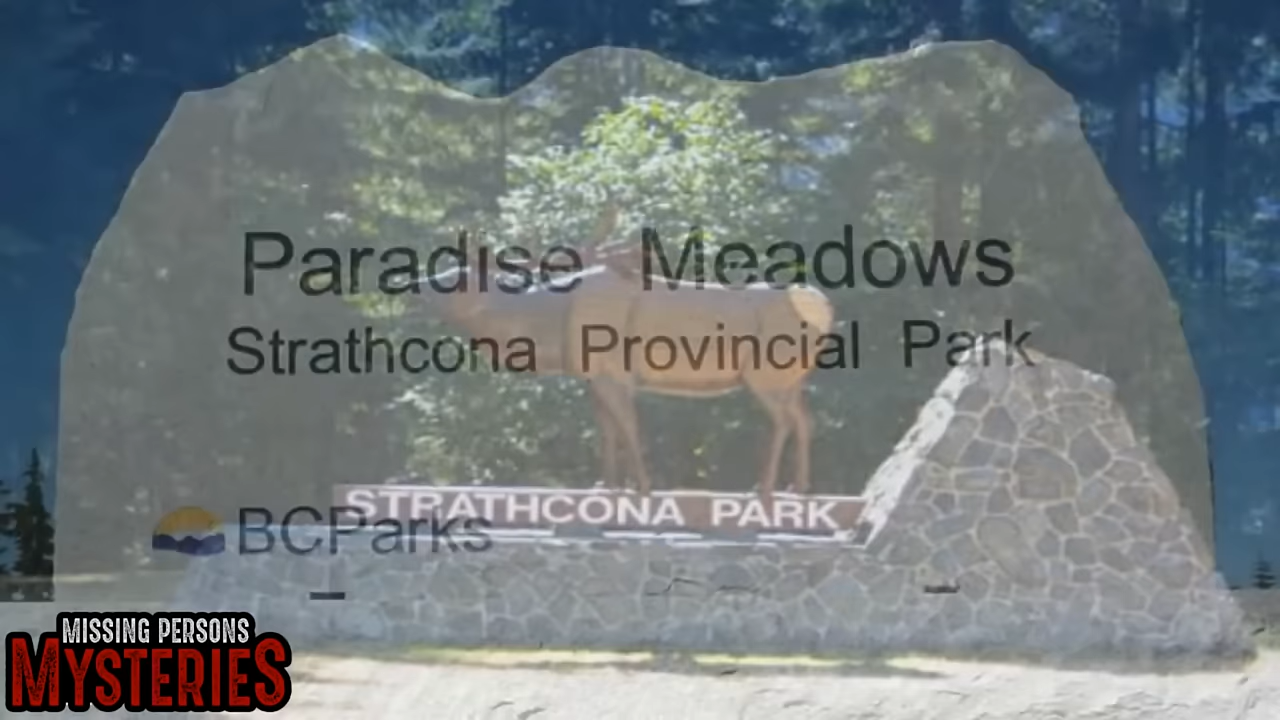 Paradise Meadows
Strathcona Provincial Park
STRATHCONA PARK
BCParks
MISSING PERSONS
MYSTERIES